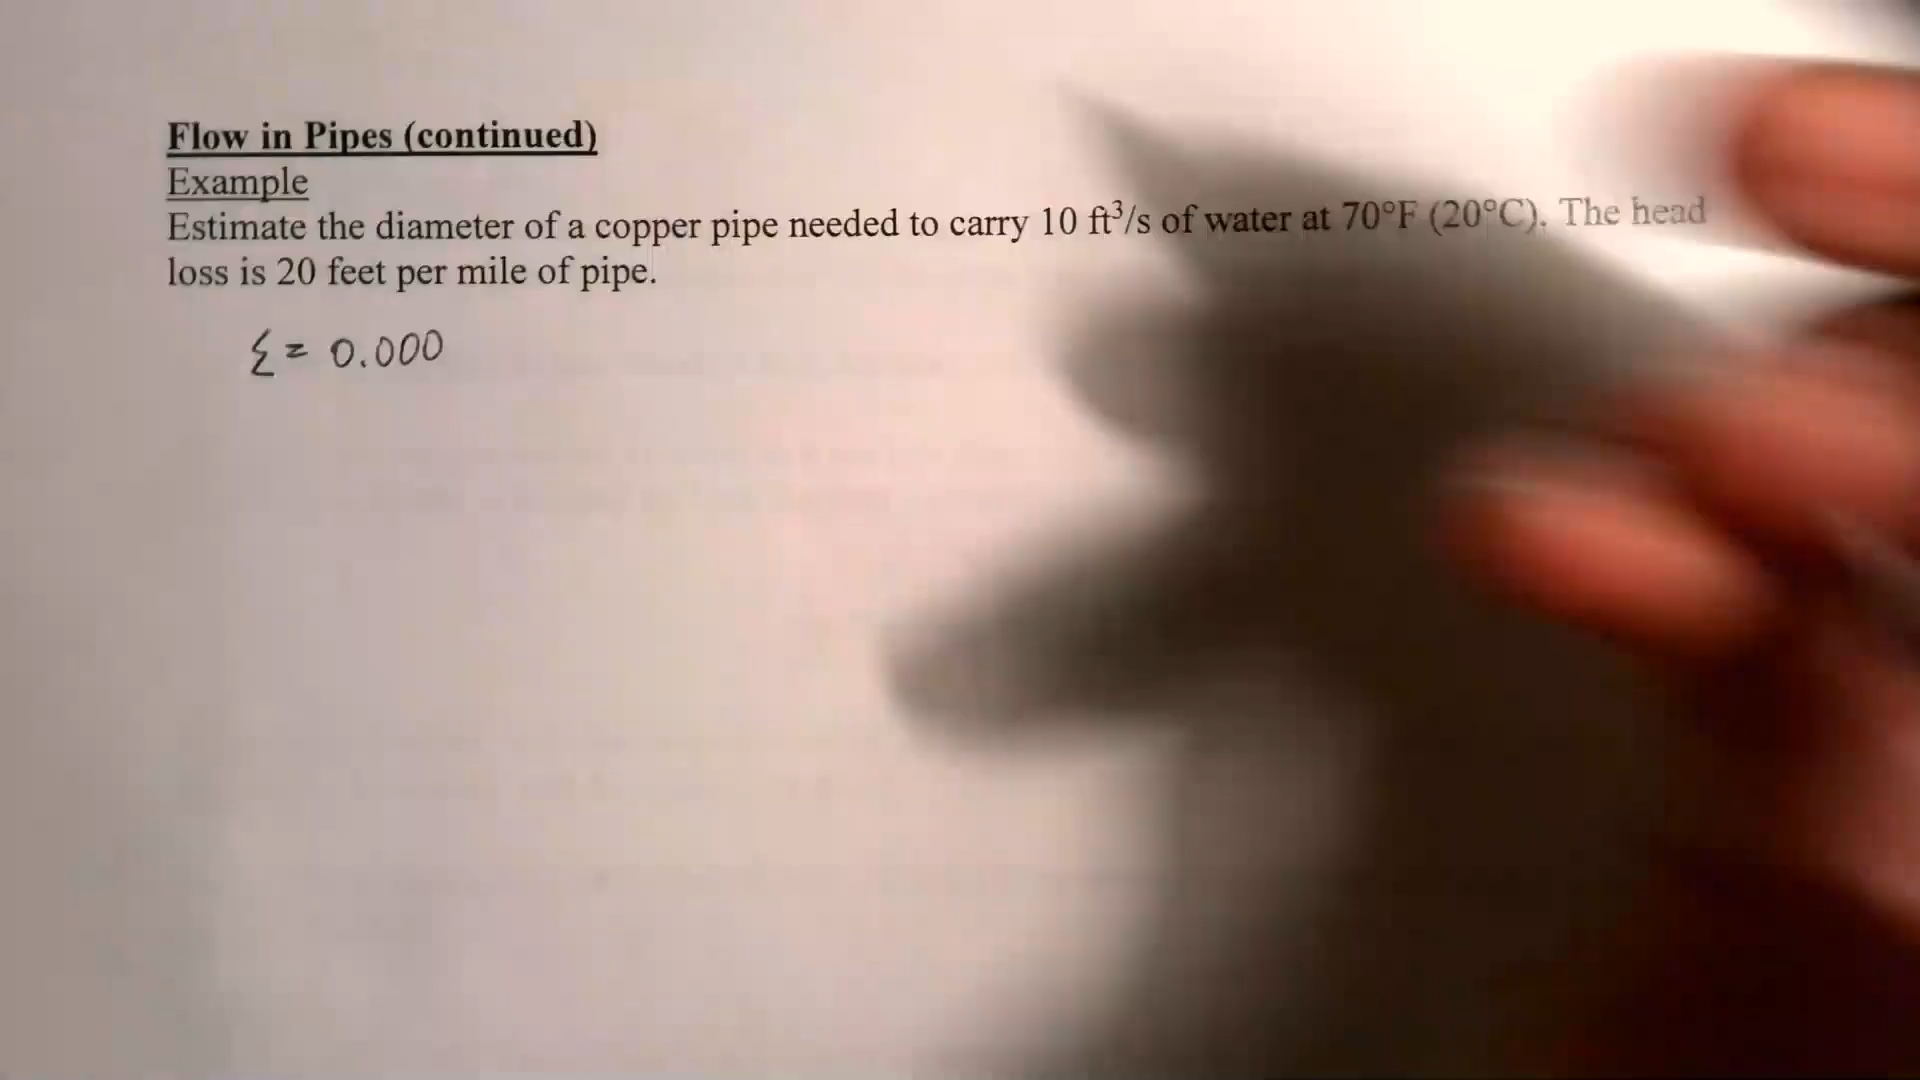 Flow in Pipes (continued)
Example
Estimate the diameter of a copper pipe needed to carry 10 ft³/s of water at 70°F (20°C). The head
loss is 20 feet per mile of pipe.
Ɛ = 0.000